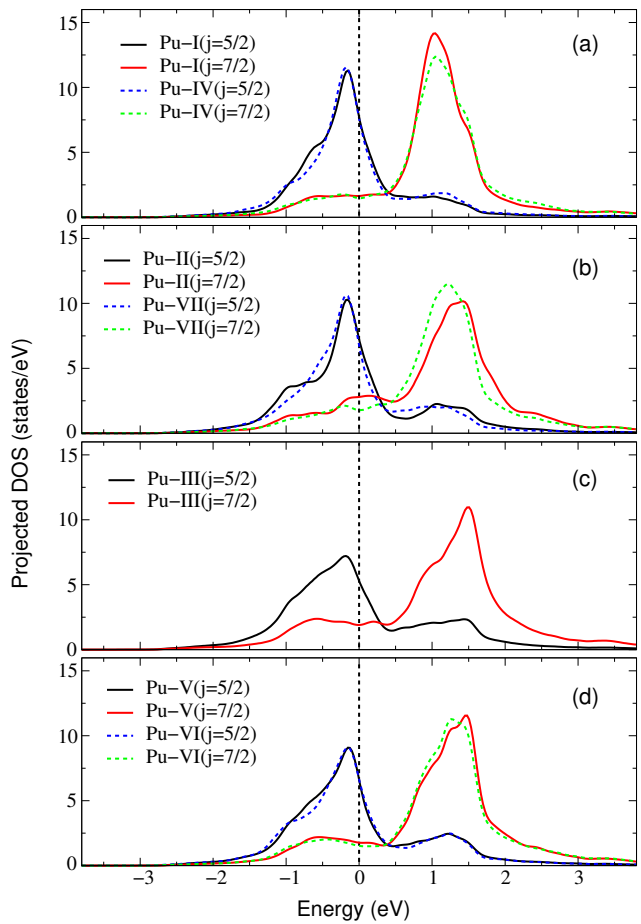 15
10
5
0
Pu−I(j=5/2)
Pu−I(j=7/2)
Pu−IV(j=5/2)
Pu−IV(j=7/2)
(a)
15
10
5
0
Pu−II(j=5/2)
Pu−II(j=7/2)
Pu−VII(j=5/2)
Pu−VII(j=7/2)
(b)
15
10
5
0
Pu−III(j=5/2)
Pu−III(j=7/2)
(c)
15
10
5
0
Pu−V(j=5/2)
Pu−V(j=7/2)
Pu−VI(j=5/2)
Pu−VI(j=7/2)
(d)
−3 −2 −1 0 1 2 3
Energy (eV)
Projected DOS (states/eV)